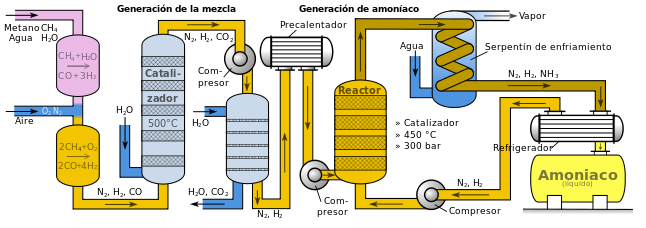 Generación de la mezcla
Generación de amoníaco
Metano CH₄
Agua H₂O
CH₄+H₂O
CO + 3H₂
O₂ N₂
Aire
2CH₄+O₂
2CO+4H₂
N₂, H₂, CO
H₂O
Catali-
zador
500°C
N₂, H₂, CO₂
Com-
presor
H₂O
H₂O, CO₂
N₂, H₂
Precalentador
Com-
presor
Reactor
» Catalizador
» 450 °C
» 300 bar
Agua
Vapor
Serpentín de enfriamiento
N₂, H₂, NH₃
Refrigerador
N₂, H₂
Compresor
Amoniaco
(líquido)